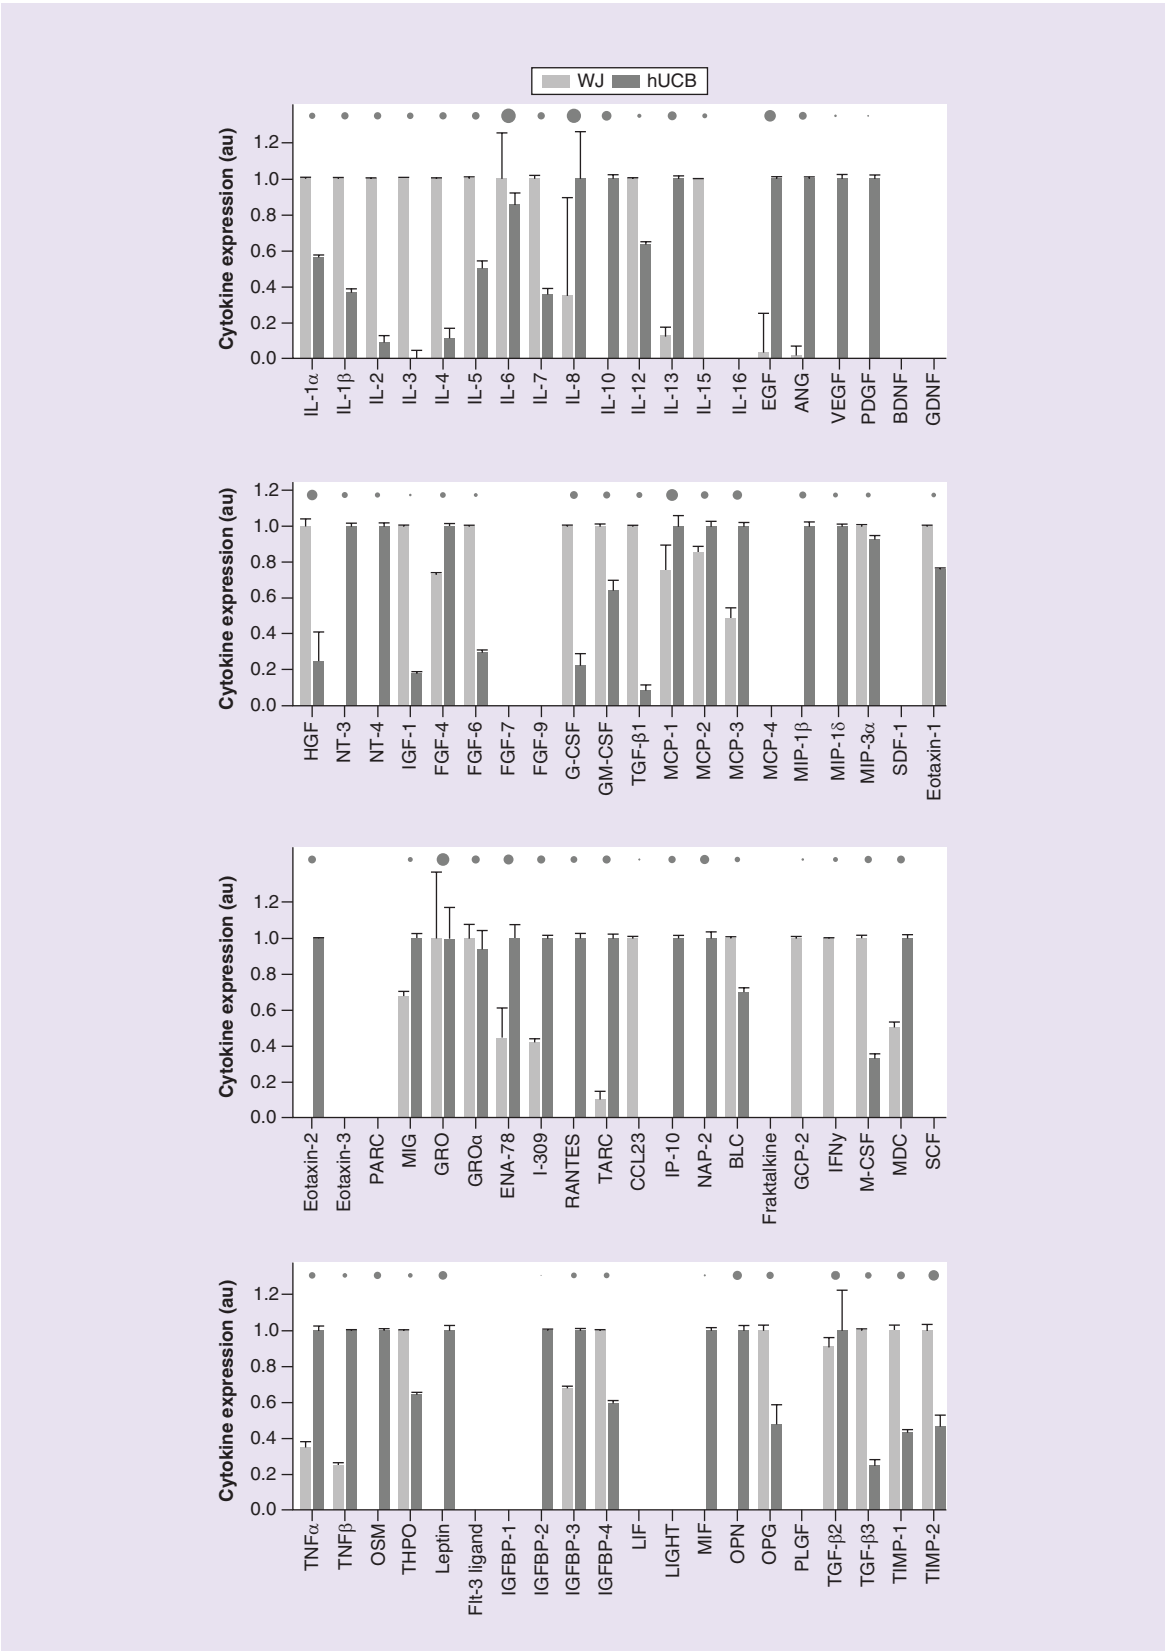 WJ hUCB
Cytokine expression (au)
1.2
1.0
0.8
0.6
0.4
0.2
0.0
IL-1α
IL-1β
IL-2
IL-3
IL-4
IL-5
IL-6
IL-7
IL-8
IL-10
IL-12
IL-13
IL-15
IL-16
EGF
ANG
VEGF
PDGF
BDNF
GDNF
Cytokine expression (au)
1.2
1.0
0.8
0.6
0.4
0.2
0.0
HGF
NT-3
NT-4
IGF-1
FGF-4
FGF-6
FGF-7
FGF-9
G-CSF
GM-CSF
TGF-β1
MCP-1
MCP-2
MCP-3
MCP-4
MIP-1β
MIP-1δ
MIP-3α
SDF-1
Eotaxin-1
Cytokine expression (au)
1.2
1.0
0.8
0.6
0.4
0.2
0.0
Eotaxin-2
Eotaxin-3
PARC
MIG
GRO
GROα
ENA-78
I-309
RANTES
TARC
CCL23
IP-10
NAP-2
BLC
Fraktalkine
GCP-2
IFNy
M-CSF
MDC
SCF
Cytokine expression (au)
1.2
1.0
0.8
0.6
0.4
0.2
0.0
TNFα
TNFβ
OSM
THPO
Leptin
Flt-3 ligand
IGFBP-1
IGFBP-2
IGFBP-3
IGFBP-4
LIF
LIGHT
MIF
OPN
OPG
PLGF
TGF-β2
TGF-β3
TIMP-1
TIMP-2